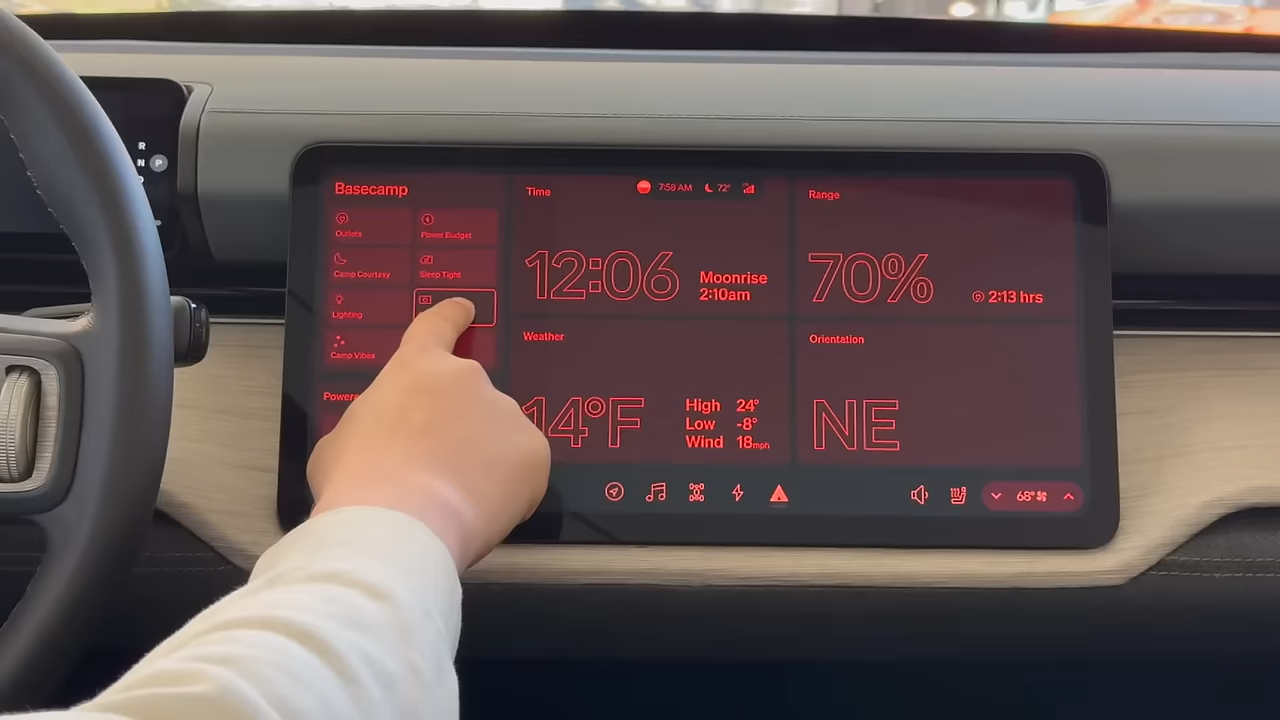 R
N P
Basecamp
Outlets
Power Budget
Camp Courtesy
Sleep Tight
Lighting
Camp Vibes
7:58 AM 72°
Time
12:06
Moonrise
2:10am
Range
70%
2:13 hrs
Weather
14°F
High 24°
Low -8°
Wind 18mph
Orientation
NE
68°